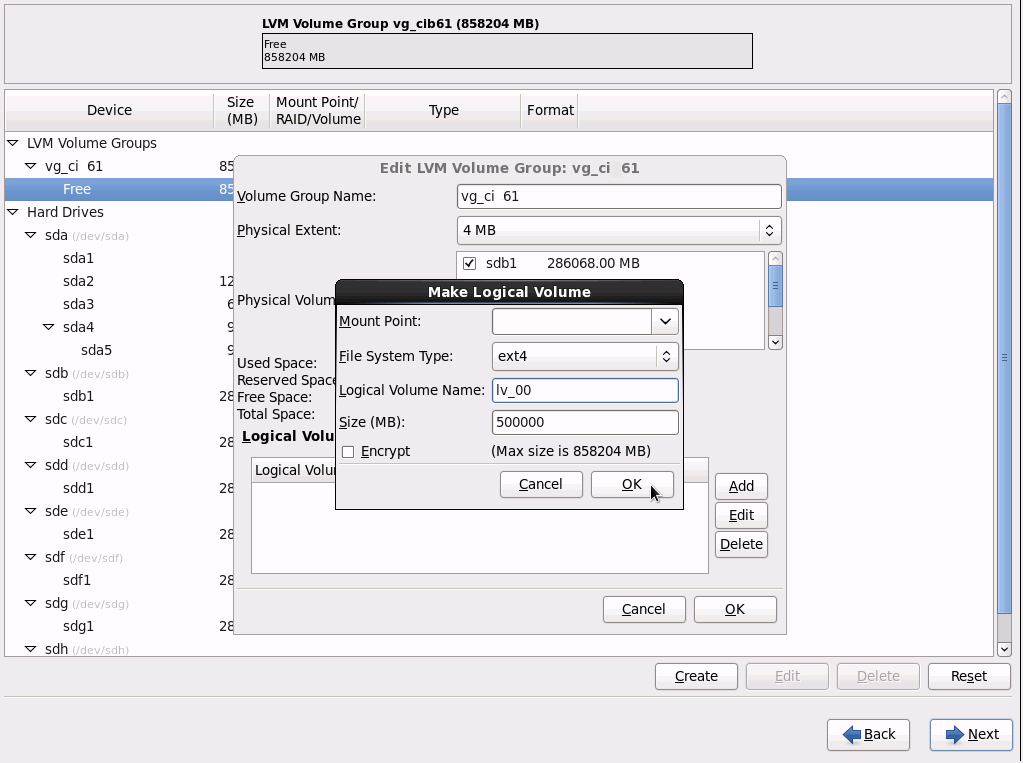 LVM Volume Group vg_cib61 (858204 MB)
Free
858204 MB
Device
Size (MB)
Mount Point/ RAID/Volume
Type
Format
LVM Volume Groups
vg_ci 61
85
Free
85
Hard Drives
sda (/dev/sda)
sda1
sda2
12
sda3
6
sda4
9
sda5
9
sdb (/dev/sdb)
sdb1
28
sdc (/dev/sdc)
sdc1
28
sdd (/dev/sdd)
sdd1
28
sde (/dev/sde)
sde1
28
sdf (/dev/sdf)
sdf1
28
sdg (/dev/sdg)
sdg1
28
sdh (/dev/sdh)
Edit LVM Volume Group: vg_ci 61
Volume Group Name:
vg_ci 61
Physical Extent:
4 MB
sdb1 286068.00 MB
Physical Volum
Used Space:
Reserved Space
Free Space:
Total Space:
Logical Volu
Logical Volu
Add
Edit
Delete
Cancel
OK
Make Logical Volume
Mount Point:
File System Type:
ext4
Logical Volume Name:
lv_00
Size (MB):
500000
Encrypt
(Max size is 858204 MB)
Cancel
OK
Create
Edit
Delete
Reset
Back
Next